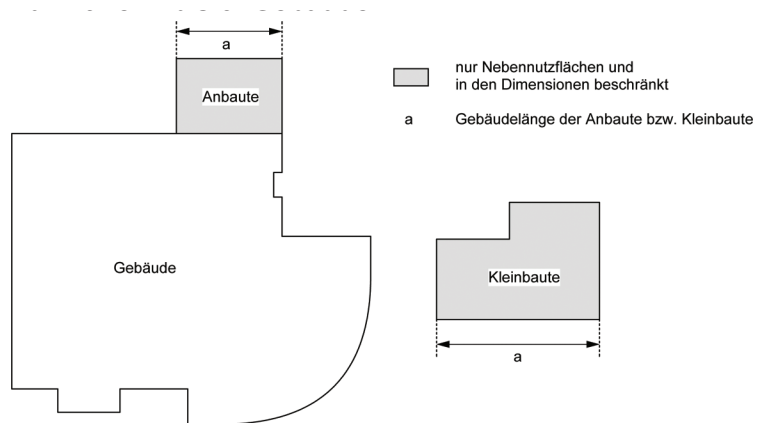 a
Anbaute
nur Nebennutzflächen und
in den Dimensionen beschränkt
a Gebäudelänge der Anbaute bzw. Kleinbaute
Gebäude
Kleinbaute
a